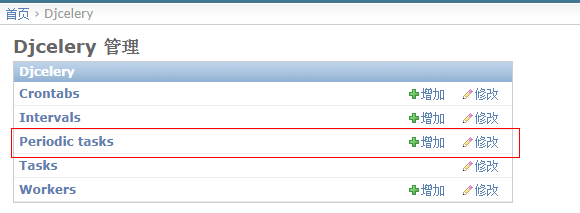 首页 › Djcelery
Djcelery 管理
Djcelery
Crontabs 增加 修改
Intervals 增加 修改
Periodic tasks 增加 修改
Tasks 修改
Workers 增加 修改